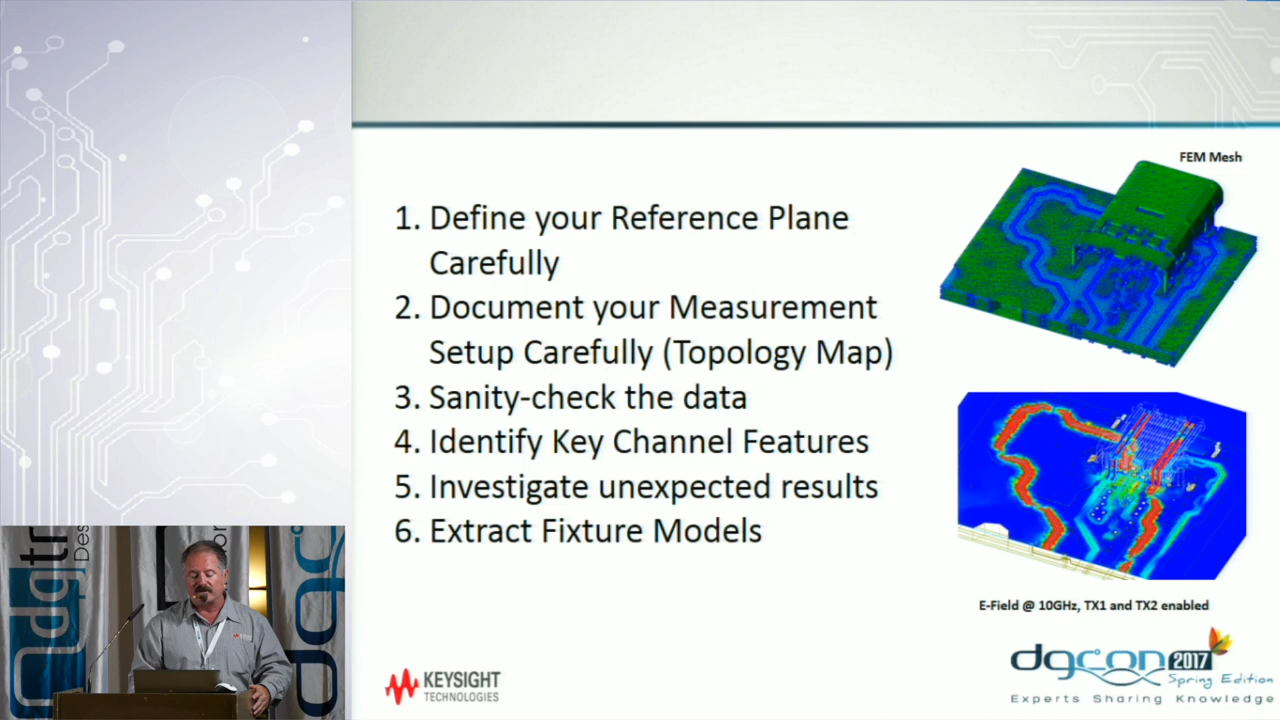 FEM Mesh
1. Define your Reference Plane
Carefully
2. Document your Measurement
Setup Carefully (Topology Map)
3. Sanity-check the data
4. Identify Key Channel Features
5. Investigate unexpected results
6. Extract Fixture Models
E-Field @ 10GHz, TX1 and TX2 enabled
KEYSIGHT
TECHNOLOGIES
dgcon 2017
Spring Edition
Experts Sharing Knowledge
dgtr
Des